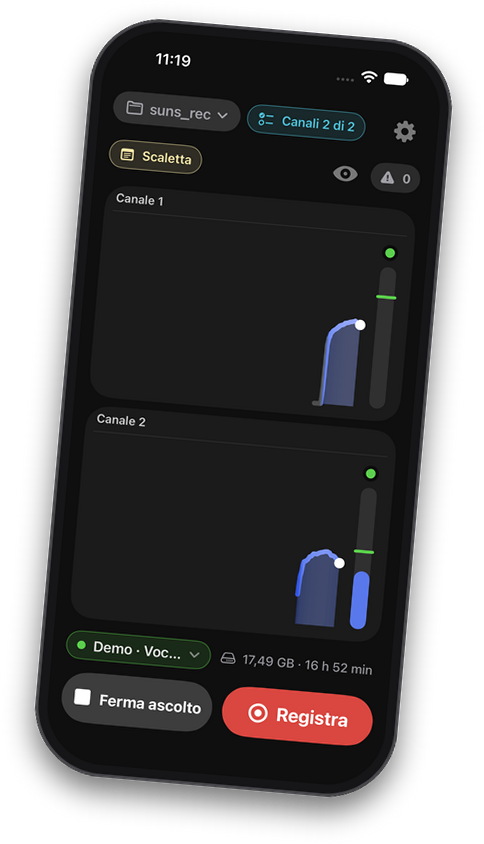 11:19
suns_rec
Canali 2 di 2
Scaletta
0
Canale 1
Canale 2
Demo · Voc...
17,49 GB · 16 h 52 min
Ferma ascolto
Registra